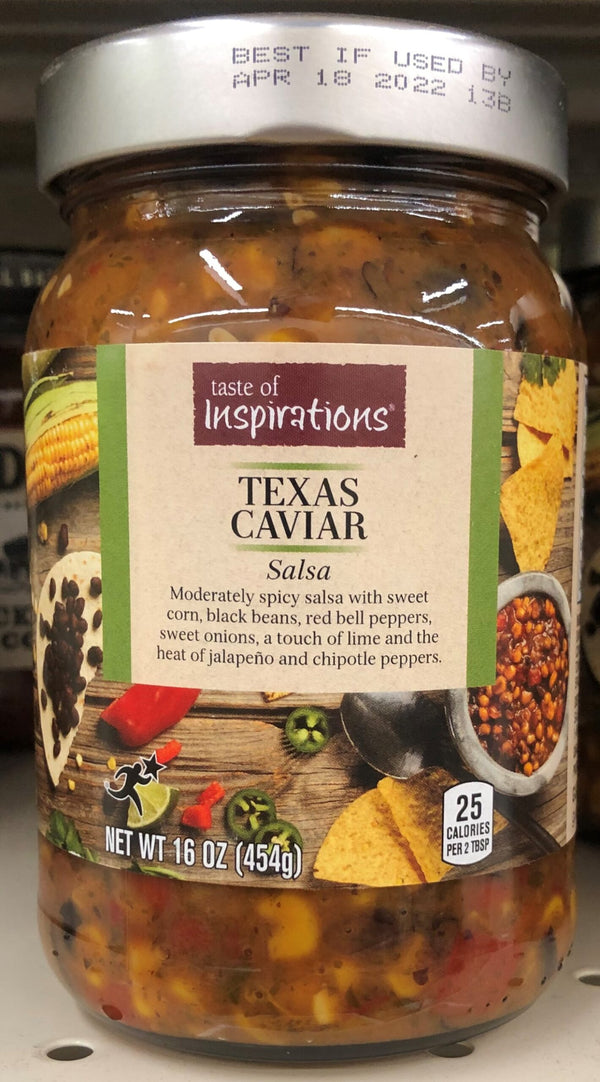 BEST IF USED BY
APR 18 2022 13B
taste of
Inspirations®
TEXAS
CAVIAR
Salsa
Moderately spicy salsa with sweet
corn, black beans, red bell peppers,
sweet onions, a touch of lime and the
heat of jalapeño and chipotle peppers.
NET WT 16 OZ (454g)
25
CALORIES
PER 2 TBSP